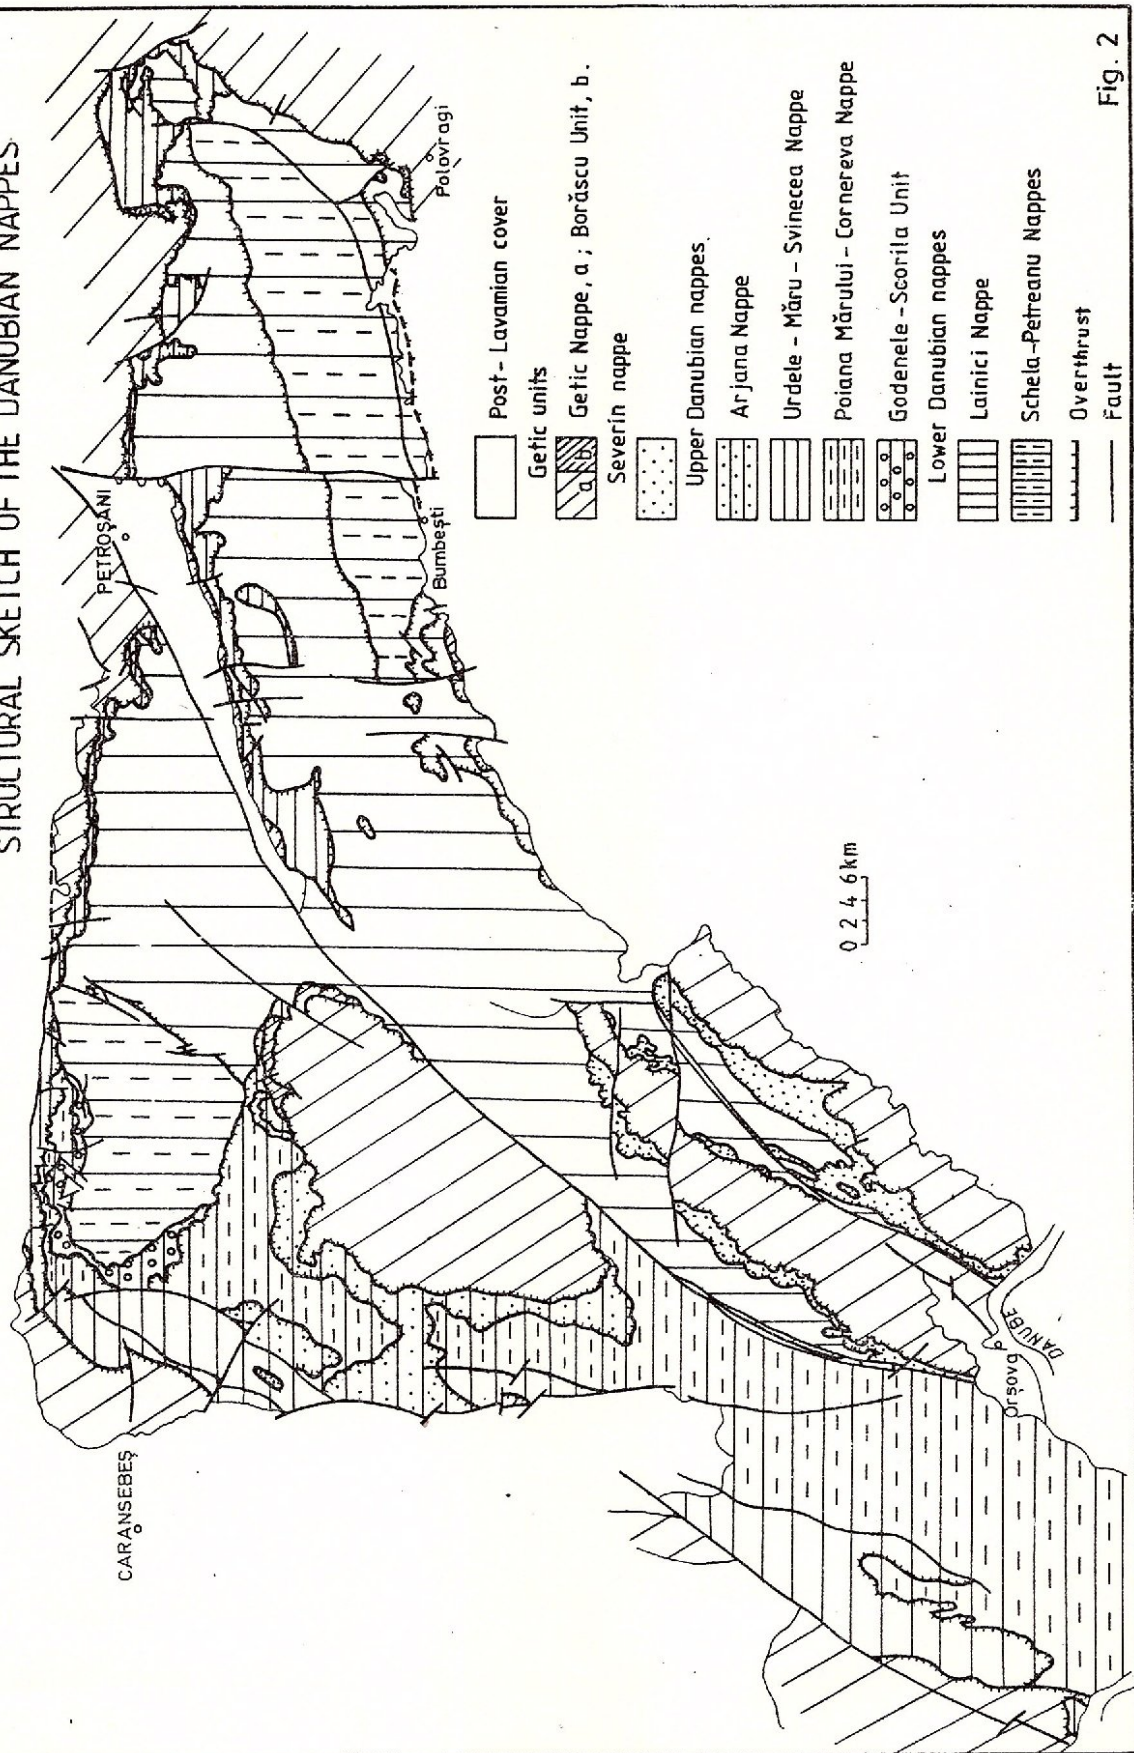 STRUCTURAL SKETCH OF THE DANUBIAN NAPPES
PETROŞANI
Polovragi
Bumbeşti
CARANSEBEŞ
Orşova
DANUBE
0 2 4 6km
Post-Lavamian cover
Getic units
a b
Getic Nappe, a ; Borăscu Unit, b.
Severin nappe
Upper Danubian nappes.
Arjana Nappe
Urdele - Măru - Svinecea Nappe
Poiana Mărului - Cornereva Nappe
Godenele - Scorila Unit
Lower Danubian nappes
Lainici Nappe
Schela-Petreanu Nappes
Overthrust
Fault
Fig. 2